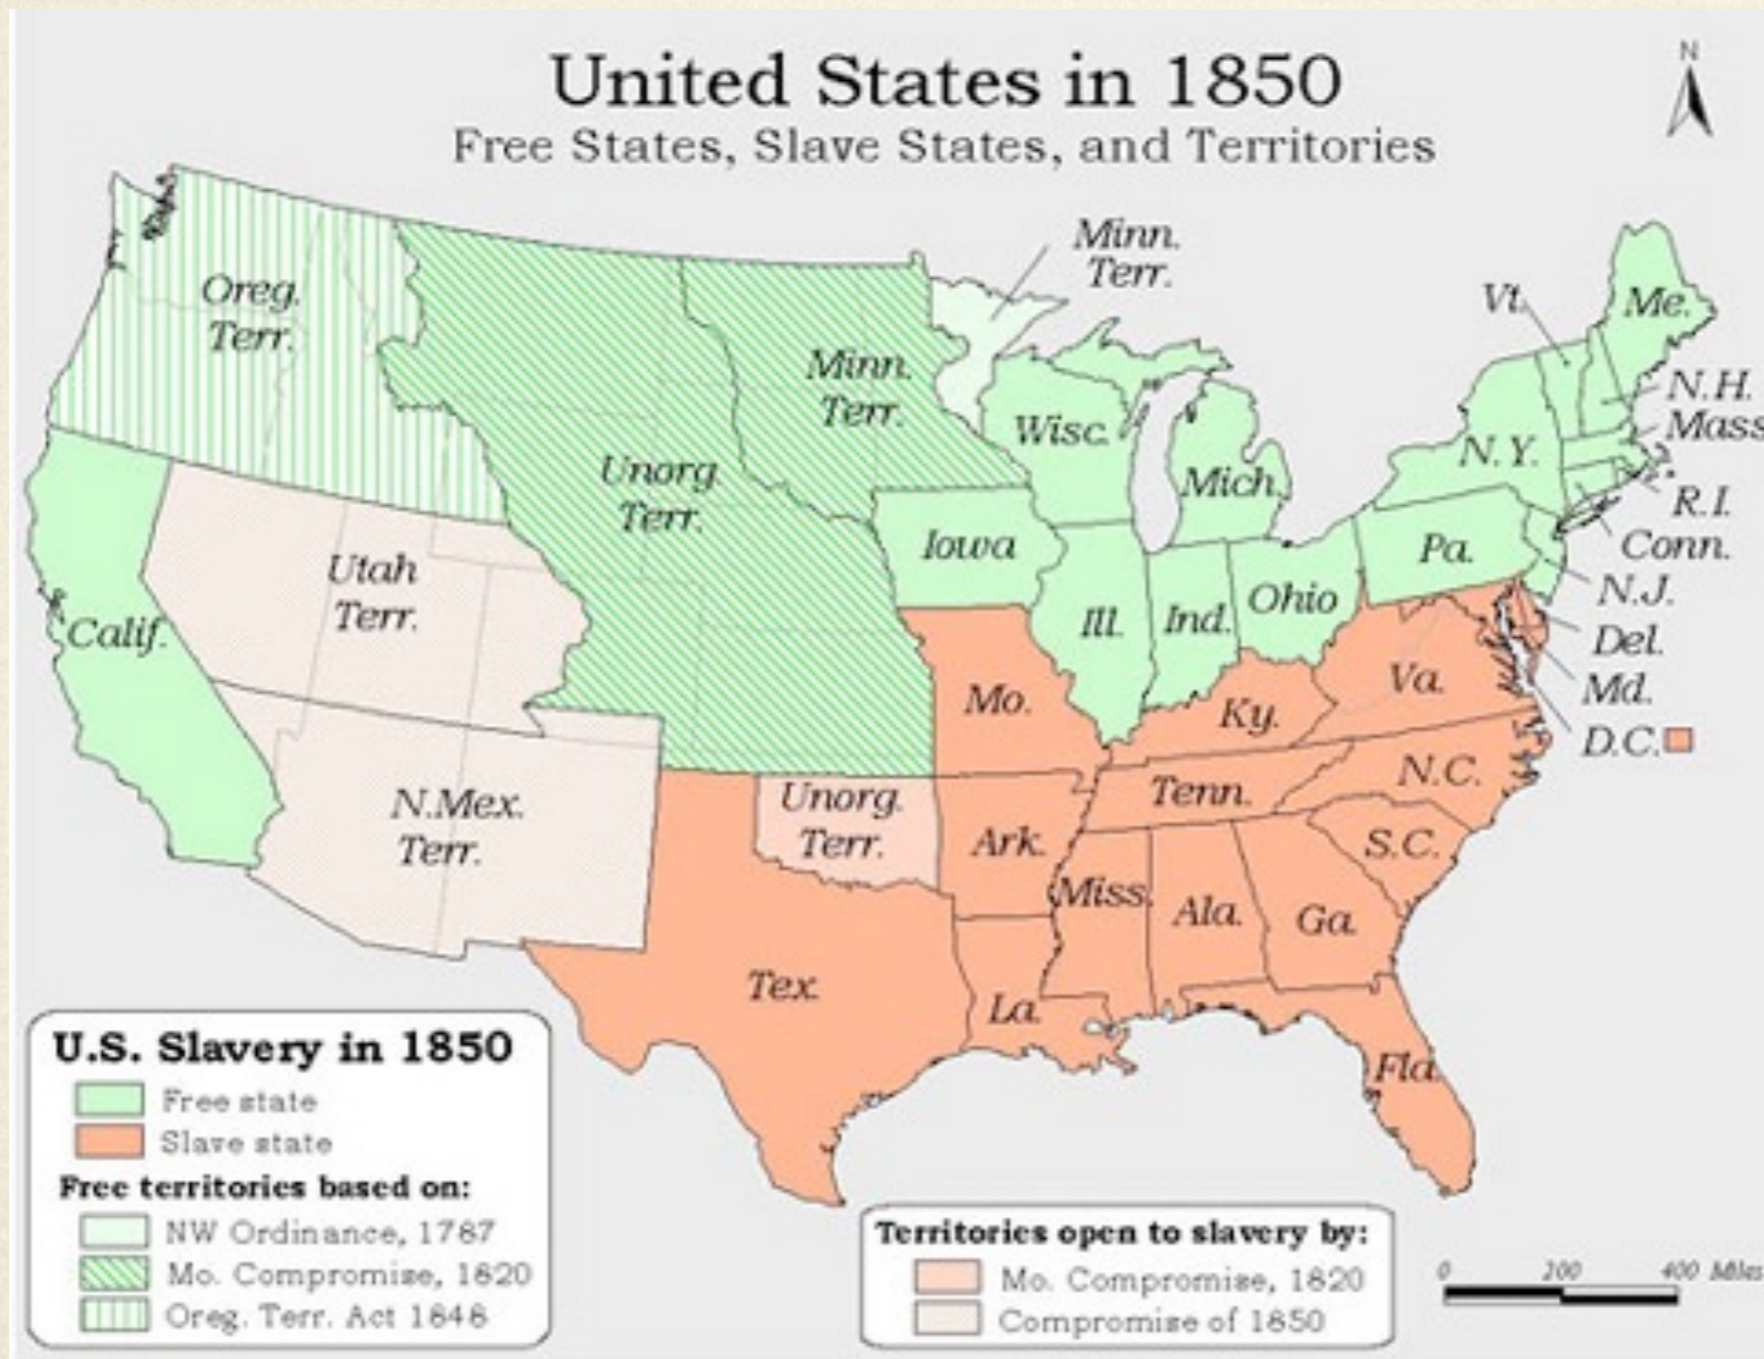 United States in 1850
Free States, Slave States, and Territories
N
Minn.
Terr.
Oreg.
Terr.
Minn.
Terr.
Unorg.
Terr.
Wisc.
Mich.
Vt.
Me.
N.H.
Mass
N.Y.
R.I.
Conn.
Iowa
Pa.
N.J.
Utah
Terr.
Calif.
Ill.
Ind.
Ohio
Del.
Md.
D.C.
Mo.
Ky.
Va.
N.Mex.
Terr.
Unorg.
Terr.
Ark.
Tenn.
N.C.
S.C.
Miss.
Ala.
Ga.
Tex.
La.
Fla.
U.S. Slavery in 1850
Free state
Slave state
Free territories based on:
NW Ordinance, 1787
Mo. Compromise, 1820
Oreg. Terr. Act 1848
Territories open to slavery by:
Mo. Compromise, 1820
Compromise of 1850
0 200 400 Miles